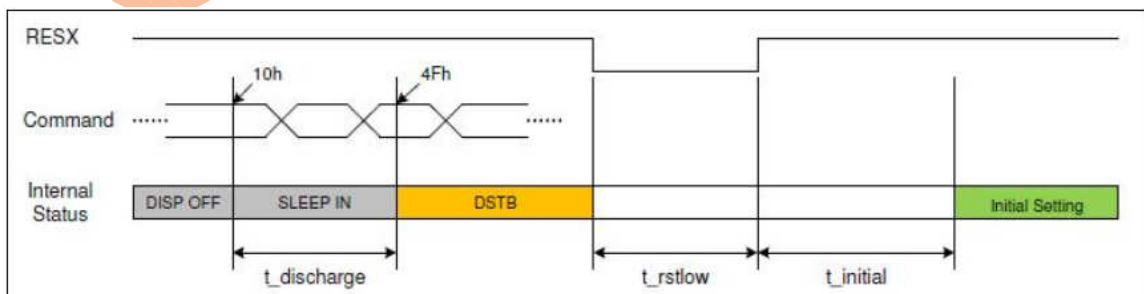 RESX
10h
4Fh
Command
......
......
Internal
Status
DISP OFF
SLEEP IN
DSTB
Initial Setting
t_discharge
t_rstlow
t_initial